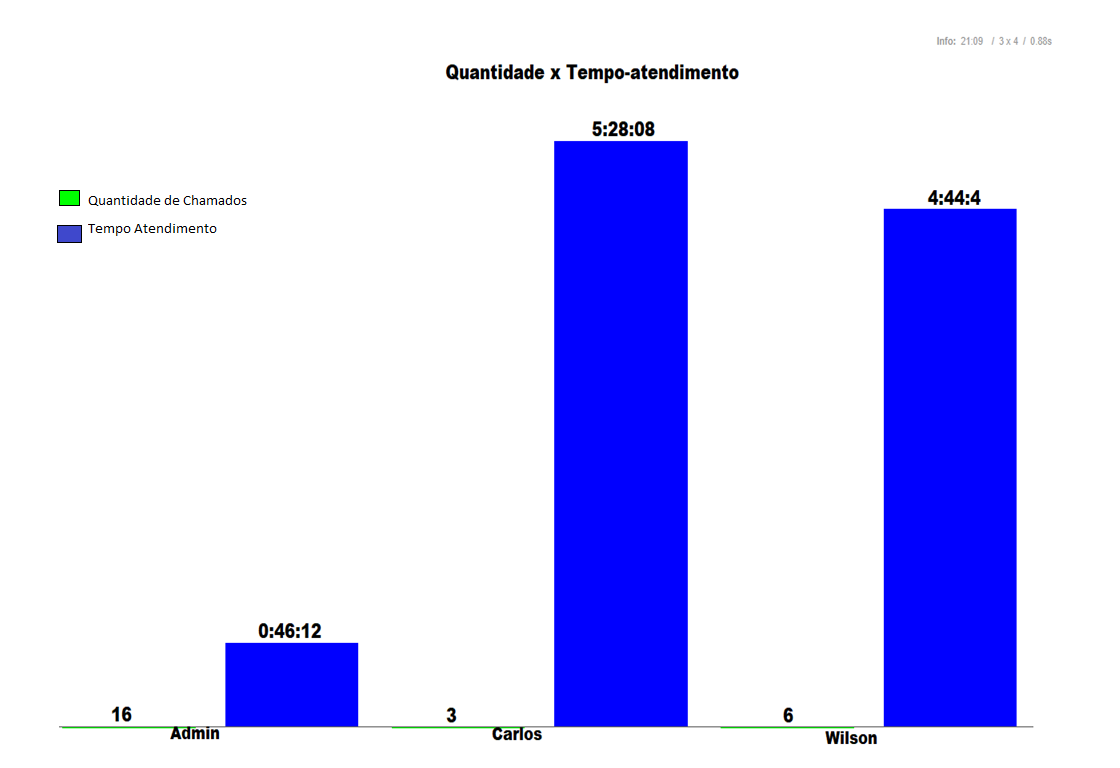 Info: 21:09 / 3 x 4 / 0.88s
Quantidade x Tempo-atendimento
5:28:08
Quantidade de Chamados
4:44:4
Tempo Atendimento
0:46:12
16
3
6
Admin
Carlos
Wilson